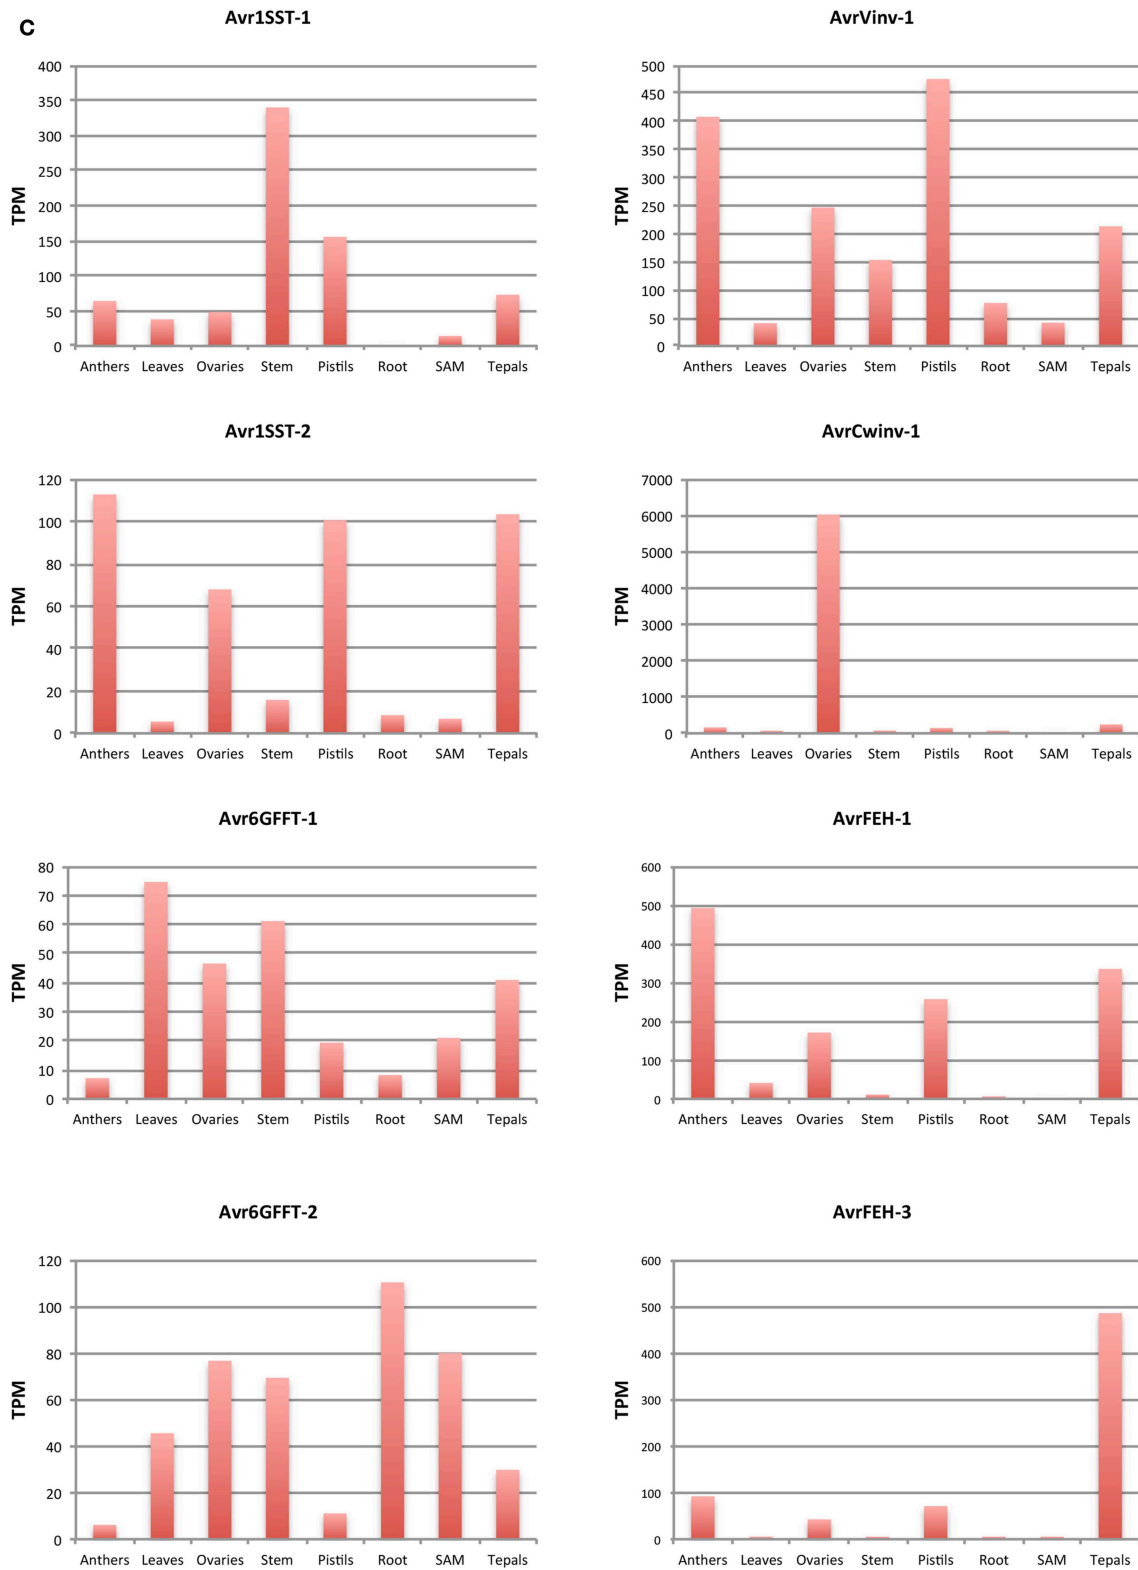 C
Avr1SST-1
TPM
400
350
300
250
200
150
100
50
0
Anthers Leaves Ovaries Stem Pistils Root SAM Tepals
AvrVinv-1
TPM
500
450
400
350
300
250
200
150
100
50
0
Anthers Leaves Ovaries Stem Pistils Root SAM Tepals
Avr1SST-2
TPM
120
100
80
60
40
20
0
Anthers Leaves Ovaries Stem Pistils Root SAM Tepals
AvrCwinv-1
TPM
7000
6000
5000
4000
3000
2000
1000
0
Anthers Leaves Ovaries Stem Pistils Root SAM Tepals
Avr6GFFT-1
TPM
80
70
60
50
40
30
20
10
0
Anthers Leaves Ovaries Stem Pistils Root SAM Tepals
AvrFEH-1
TPM
600
500
400
300
200
100
0
Anthers Leaves Ovaries Stem Pistils Root SAM Tepals
Avr6GFFT-2
TPM
120
100
80
60
40
20
0
Anthers Leaves Ovaries Stem Pistils Root SAM Tepals
AvrFEH-3
TPM
600
500
400
300
200
100
0
Anthers Leaves Ovaries Stem Pistils Root SAM Tepals